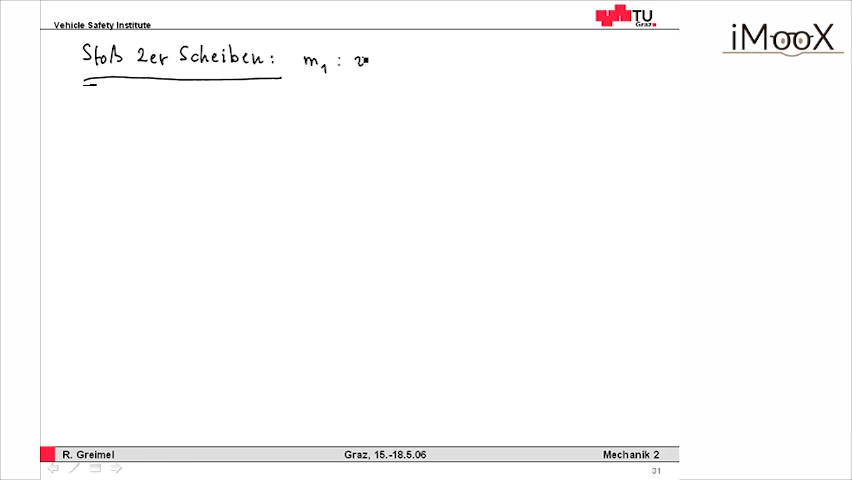 Vehicle Safety Institute
TU
Graz
iMooX
Stoß 2er Scheiben: m₁ : v
R. Greimel Graz, 15.-18.5.06 Mechanik 2
31